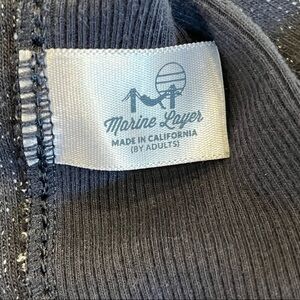 Marine Layer
MADE IN CALIFORNIA
(BY ADULTS)